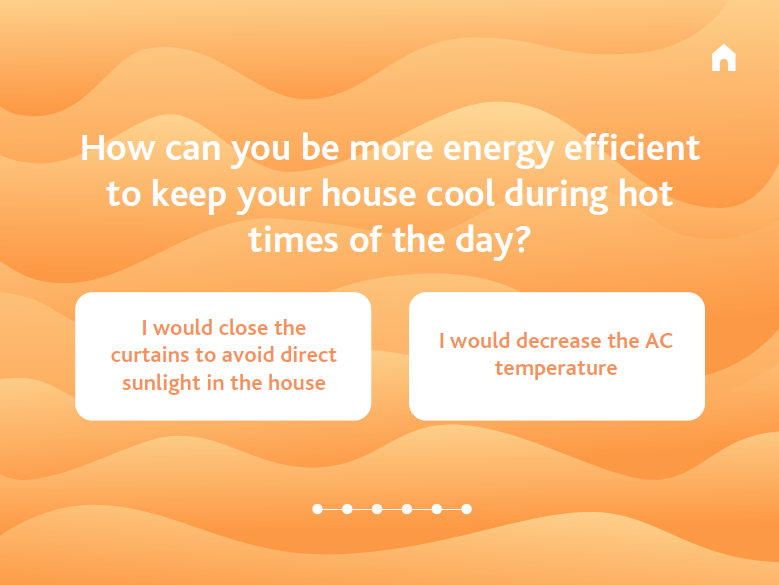 How can you be more energy efficient
to keep your house cool during hot
times of the day?
I would close the
curtains to avoid direct
sunlight in the house
I would decrease the AC
temperature